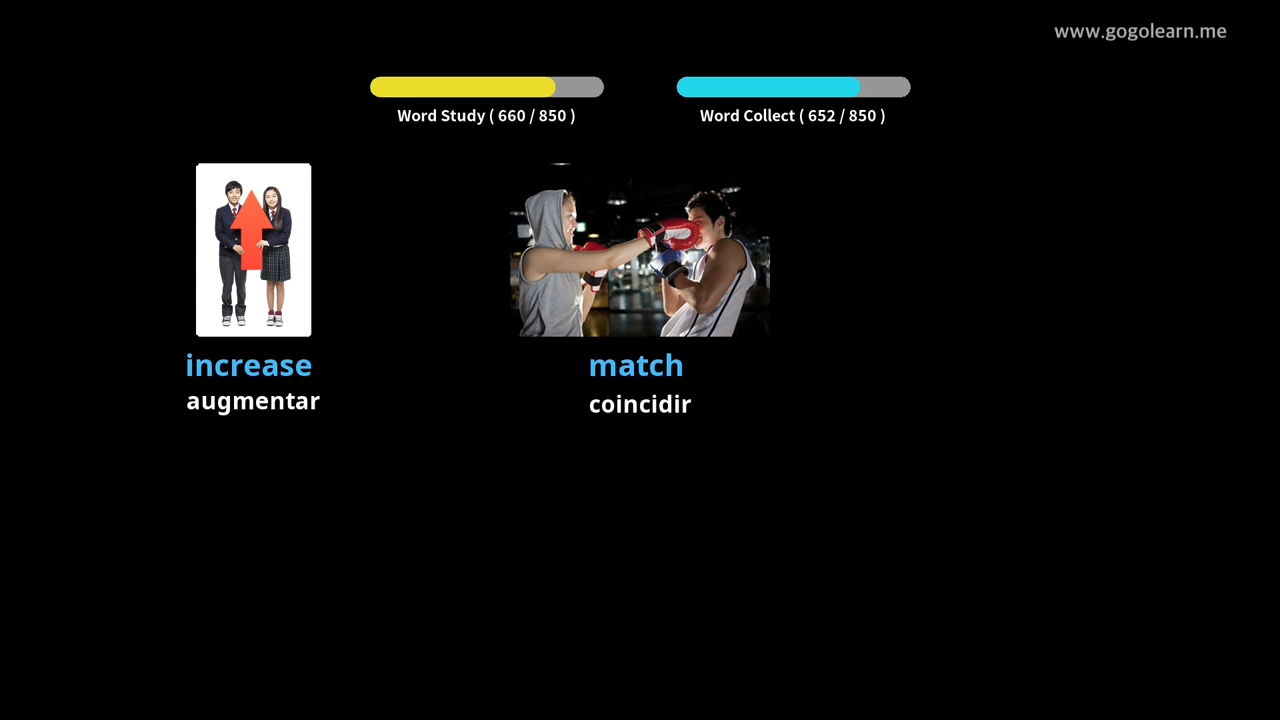 www.gogolearn.me
Word Study ( 660 / 850 )
Word Collect ( 652 / 850 )
increase
augmentar
match
coincidir